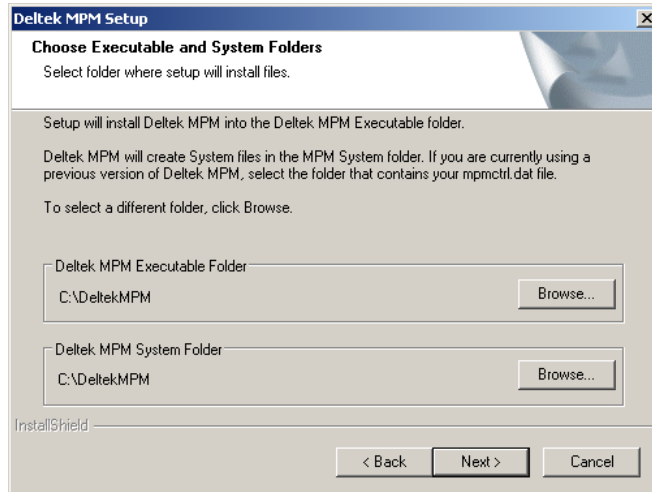 Deltek MPM Setup
Choose Executable and System Folders
Select folder where setup will install files.
Setup will install Deltek MPM into the Deltek MPM Executable folder.
Deltek MPM will create System files in the MPM System folder. If you are currently using a
previous version of Deltek MPM, select the folder that contains your mpmctrl.dat file.
To select a different folder, click Browse.
Deltek MPM Executable Folder
C:\DeltekMPM
Browse...
Deltek MPM System Folder
C:\DeltekMPM
Browse...
InstallShield
< Back
Next >
Cancel